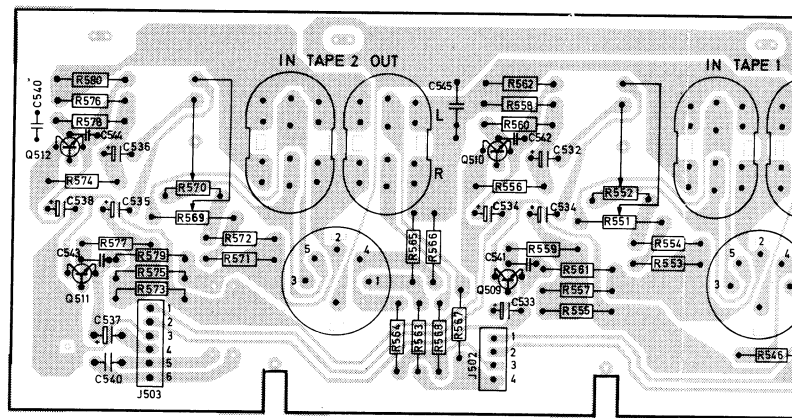 IN TAPE 2 OUT
IN TAPE 1
C540
R580
R576
R578
C544
C536
Q512
R574
C538
C535
R570
R569
R577
C543
R579
R575
R573
Q511
R572
R571
C537
C540
J503
1
2
3
4
5
6
L
R
5
2
4
3
1
C545
R562
R558
R560
C542
C532
Q510
R556
C534
C534
R552
R551
R565
R566
C541
R559
R561
R557
R555
Q509
C533
R554
R553
R564
R563
R568
R567
J502
1
2
3
4
5
2
4
3
R546